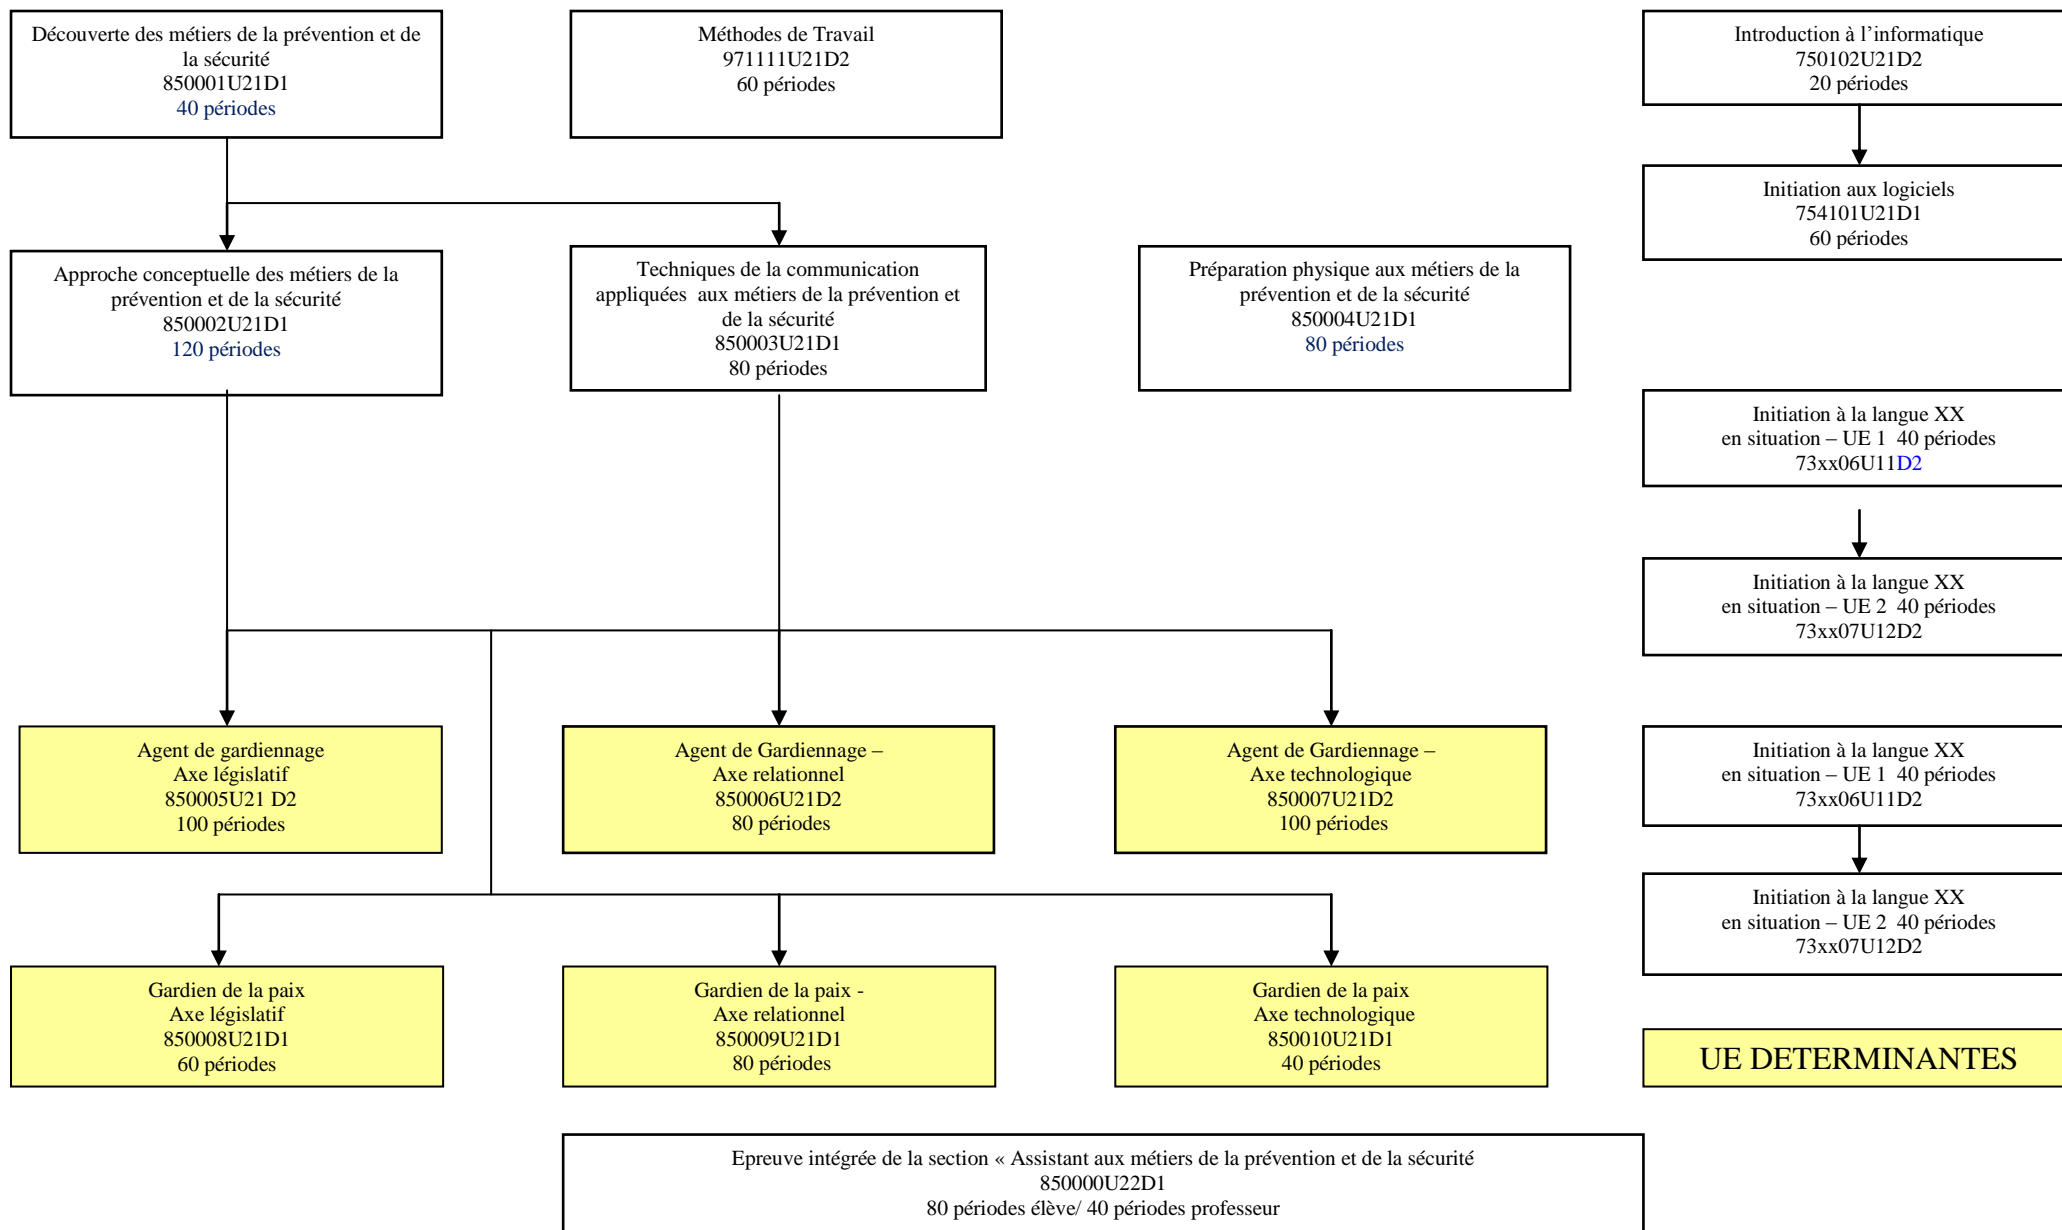 Découverte des métiers de la prévention et de
la sécurité
850001U21D1
40 périodes
Méthodes de Travail
971111U21D2
60 périodes
Introduction à l'informatique
750102U21D2
20 périodes
Initiation aux logiciels
754101U21D1
60 périodes
Approche conceptuelle des métiers de la
prévention et de la sécurité
850002U21D1
120 périodes
Techniques de la communication
appliquées  aux métiers de la prévention et
de la sécurité
850003U21D1
80 périodes
Préparation physique aux métiers de la
prévention et de la sécurité
850004U21D1
80 périodes
Initiation à la langue XX
en situation – UE 1  40 périodes
73xx06U11D2
Initiation à la langue XX
en situation – UE 2  40 périodes
73xx07U12D2
Agent de gardiennage
Axe législatif
850005U21 D2
100 périodes
Agent de Gardiennage –
Axe relationnel
850006U21D2
80 périodes
Agent de Gardiennage –
Axe technologique
850007U21D2
100 périodes
Initiation à la langue XX
en situation – UE 1  40 périodes
73xx06U11D2
Initiation à la langue XX
en situation – UE 2  40 périodes
73xx07U12D2
Gardien de la paix
Axe législatif
850008U21D1
60 périodes
Gardien de la paix -
Axe relationnel
850009U21D1
80 périodes
Gardien de la paix
Axe technologique
850010U21D1
40 périodes
UE DETERMINANTES
Epreuve intégrée de la section « Assistant aux métiers de la prévention et de la sécurité
850000U22D1
80 périodes élève/ 40 périodes professeur